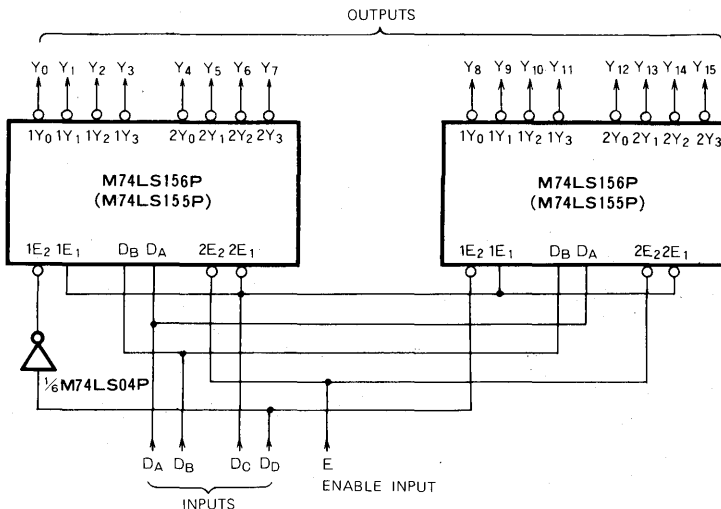 OUTPUTS
Y0 Y1 Y2 Y3 Y4 Y5 Y6 Y7 Y8 Y9 Y10 Y11 Y12 Y13 Y14 Y15
1Y0 1Y1 1Y2 1Y3 2Y0 2Y1 2Y2 2Y3 1Y0 1Y1 1Y2 1Y3 2Y0 2Y1 2Y2 2Y3
M74LS156P M74LS156P
(M74LS155P) (M74LS155P)
1E2 1E1 DB DA 2E2 2E1 1E2 1E1 DB DA 2E2 2E1
1/6 M74LS04P
DA DB DC DD E
ENABLE INPUT
INPUTS